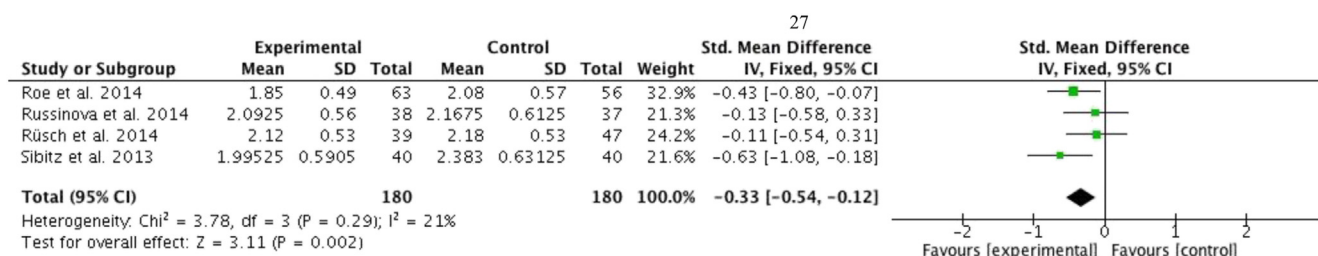 27
Experimental Control Std. Mean Difference Std. Mean Difference
Study or Subgroup Mean SD Total Mean SD Total Weight IV, Fixed, 95% CI IV, Fixed, 95% CI
Roe et al. 2014 1.85 0.49 63 2.08 0.57 56 32.9% -0.43 [-0.80, -0.07]
Russinova et al. 2014 2.0925 0.56 38 2.1675 0.6125 37 21.3% -0.13 [-0.58, 0.33]
Rüsch et al. 2014 2.12 0.53 39 2.18 0.53 47 24.2% -0.11 [-0.54, 0.31]
Sibitz et al. 2013 1.99525 0.5905 40 2.383 0.63125 40 21.6% -0.63 [-1.08, -0.18]
Total (95% CI) 180 180 100.0% -0.33 [-0.54, -0.12]
Heterogeneity: Chi² = 3.78, df = 3 (P = 0.29); I² = 21%
Test for overall effect: Z = 3.11 (P = 0.002)
-2 -1 0 1 2
Favours [experimental] Favours [control]